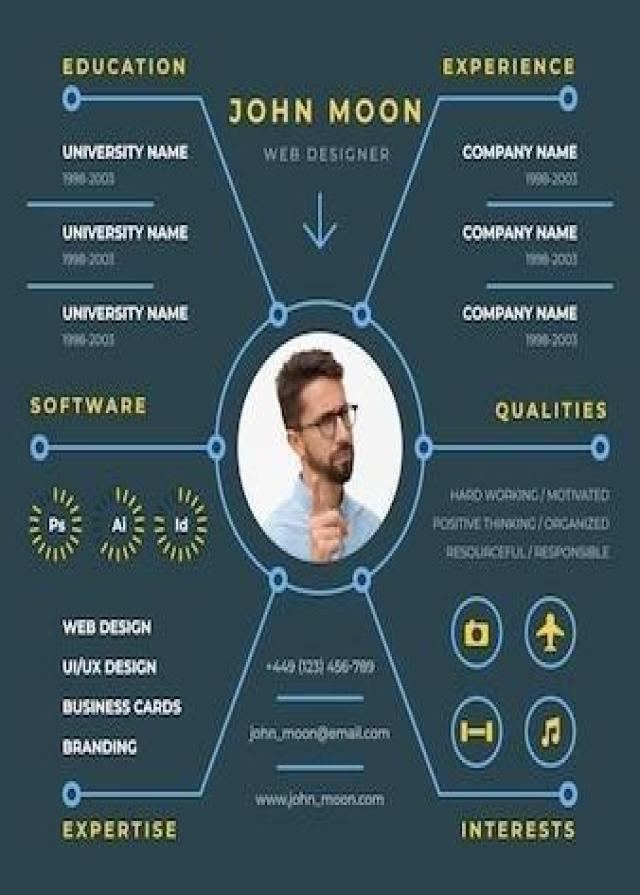 EDUCATION
UNIVERSITY NAME
1998-2003
UNIVERSITY NAME
1998-2003
UNIVERSITY NAME
1998-2003
JOHN MOON
WEB DESIGNER
EXPERIENCE
COMPANY NAME
1998-2003
COMPANY NAME
1998-2003
COMPANY NAME
1998-2003
SOFTWARE
Ps Ai Id
QUALITIES
HARD WORKING / MOTIVATED
POSITIVE THINKING / ORGANIZED
RESOURCEFUL / RESPONSIBLE
WEB DESIGN
UI/UX DESIGN
BUSINESS CARDS
BRANDING
EXPERTISE
+449 (123) 456-789
john_moon@email.com
www.john_moon.com
INTERESTS